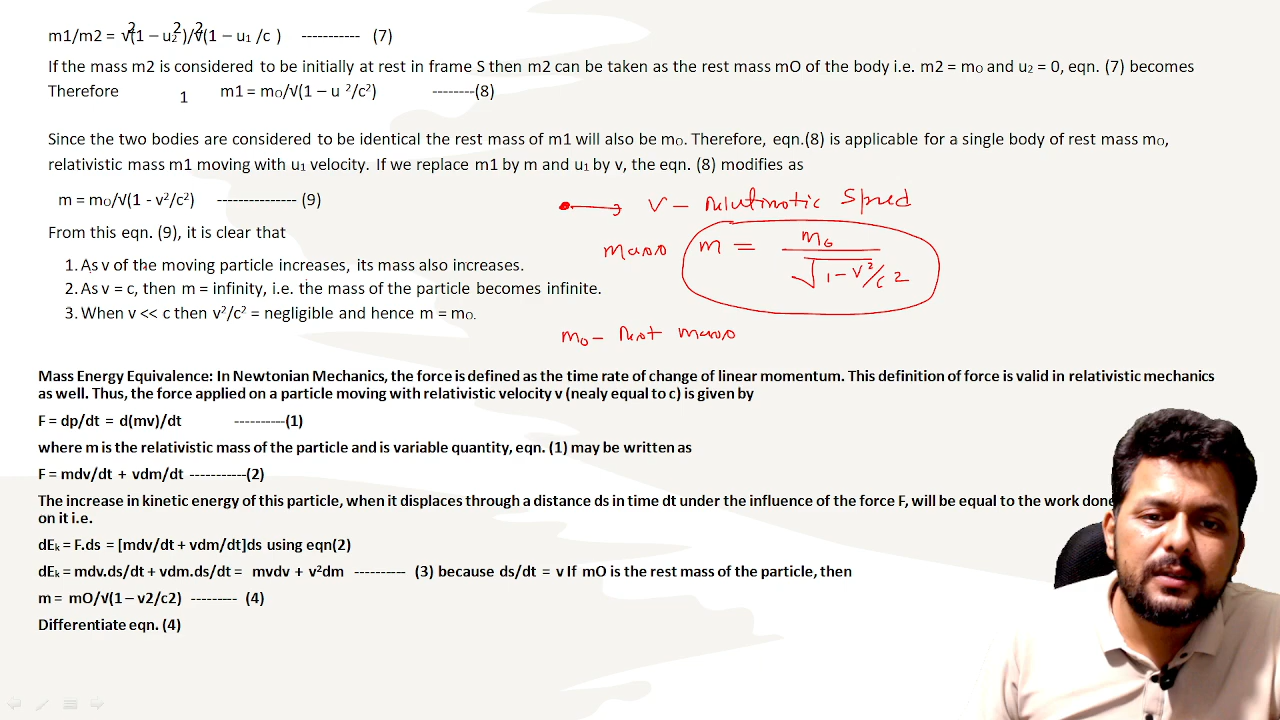 m1/m2 = √(1 – u₂²)/√(1 – u₁²/c²) ----------- (7)
If the mass m2 is considered to be initially at rest in frame S then m2 can be taken as the rest mass mO of the body i.e. m2 = mo and u₂ = 0, eqn. (7) becomes
Therefore 1 m1 = mo/√(1 – u ²/c²) --------(8)
Since the two bodies are considered to be identical the rest mass of m1 will also be mo. Therefore, eqn.(8) is applicable for a single body of rest mass mo,
relativistic mass m1 moving with u₁ velocity. If we replace m1 by m and u₁ by v, the eqn. (8) modifies as
m = mo/√(1 - v²/c²) --------------- (9)
From this eqn. (9), it is clear that
1. As v of the moving particle increases, its mass also increases.
2. As v = c, then m = infinity, i.e. the mass of the particle becomes infinite.
3. When v << c then v²/c² = negligible and hence m = mo.
v – relativistic speed
mass m = m₀/√1 – v²/c²
m₀ – rest mass
Mass Energy Equivalence: In Newtonian Mechanics, the force is defined as the time rate of change of linear momentum. This definition of force is valid in relativistic mechanics
as well. Thus, the force applied on a particle moving with relativistic velocity v (nealy equal to c) is given by
F = dp/dt = d(mv)/dt ----------(1)
where m is the relativistic mass of the particle and is variable quantity, eqn. (1) may be written as
F = mdv/dt + vdm/dt -----------(2)
The increase in kinetic energy of this particle, when it displaces through a distance ds in time dt under the influence of the force F, will be equal to the work done
on it i.e.
dEₖ = F.ds = [mdv/dt + vdm/dt]ds using eqn(2)
dEₖ = mdv.ds/dt + vdm.ds/dt = mvdv + v²dm ---------- (3) because ds/dt = v If mO is the rest mass of the particle, then
m = mO/√(1 – v2/c2) --------- (4)
Differentiate eqn. (4)